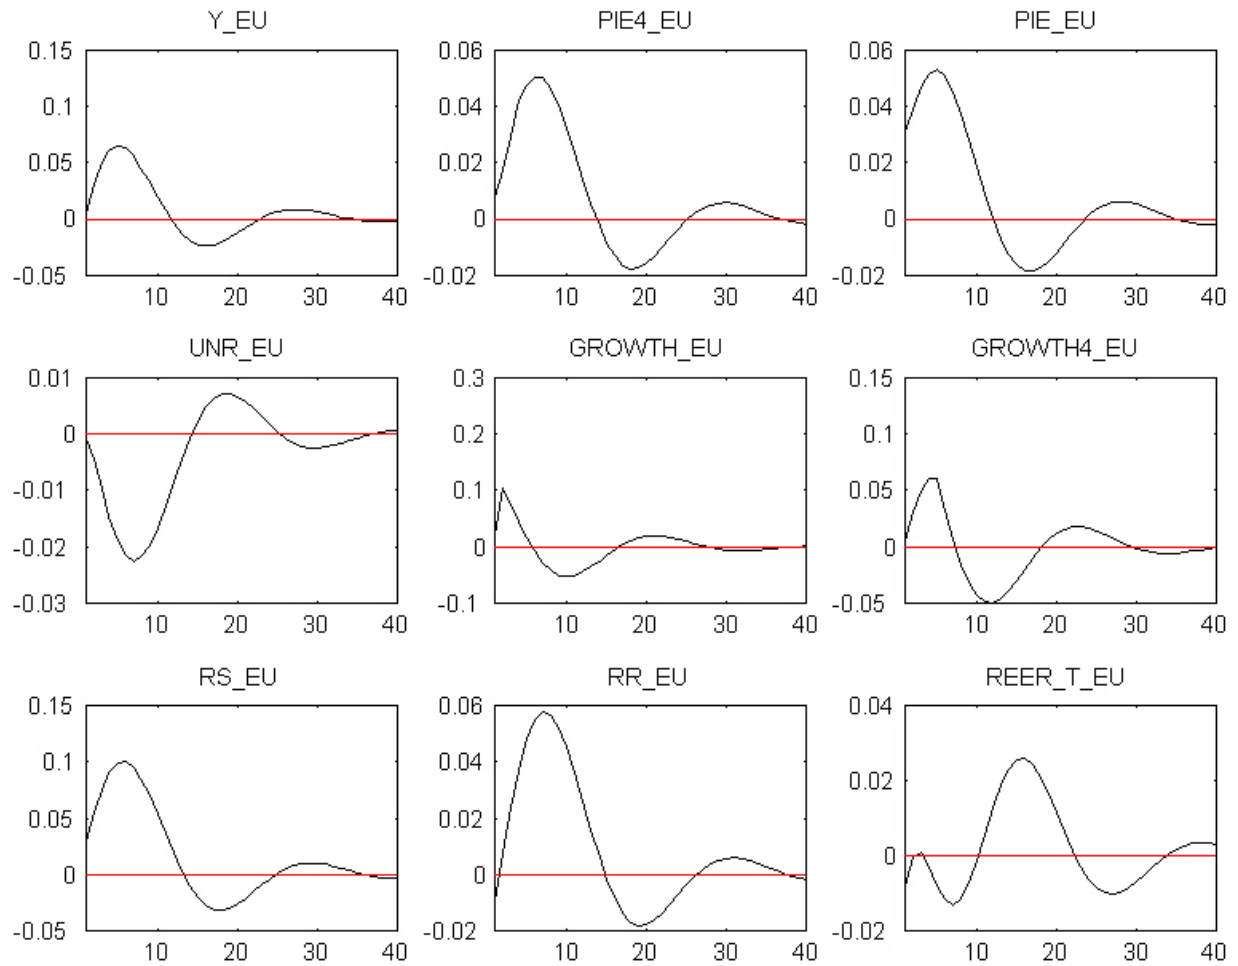 Y_EU PIE4_EU PIE_EU
0.15 0.06 0.06
0.1 0.04 0.04
0.05 0.02 0.02
0 0 0
-0.05 -0.02 -0.02
10 20 30 40 10 20 30 40 10 20 30 40
UNR_EU GROWTH_EU GROWTH4_EU
0.01 0.3 0.15
0 0.2 0.1
-0.01 0.1 0.05
-0.02 0 0
-0.03 -0.1 -0.05
10 20 30 40 10 20 30 40 10 20 30 40
RS_EU RR_EU REER_T_EU
0.15 0.06 0.04
0.1 0.04 0.02
0.05 0.02 0
0 0 -0.02
-0.05 -0.02
10 20 30 40 10 20 30 40 10 20 30 40